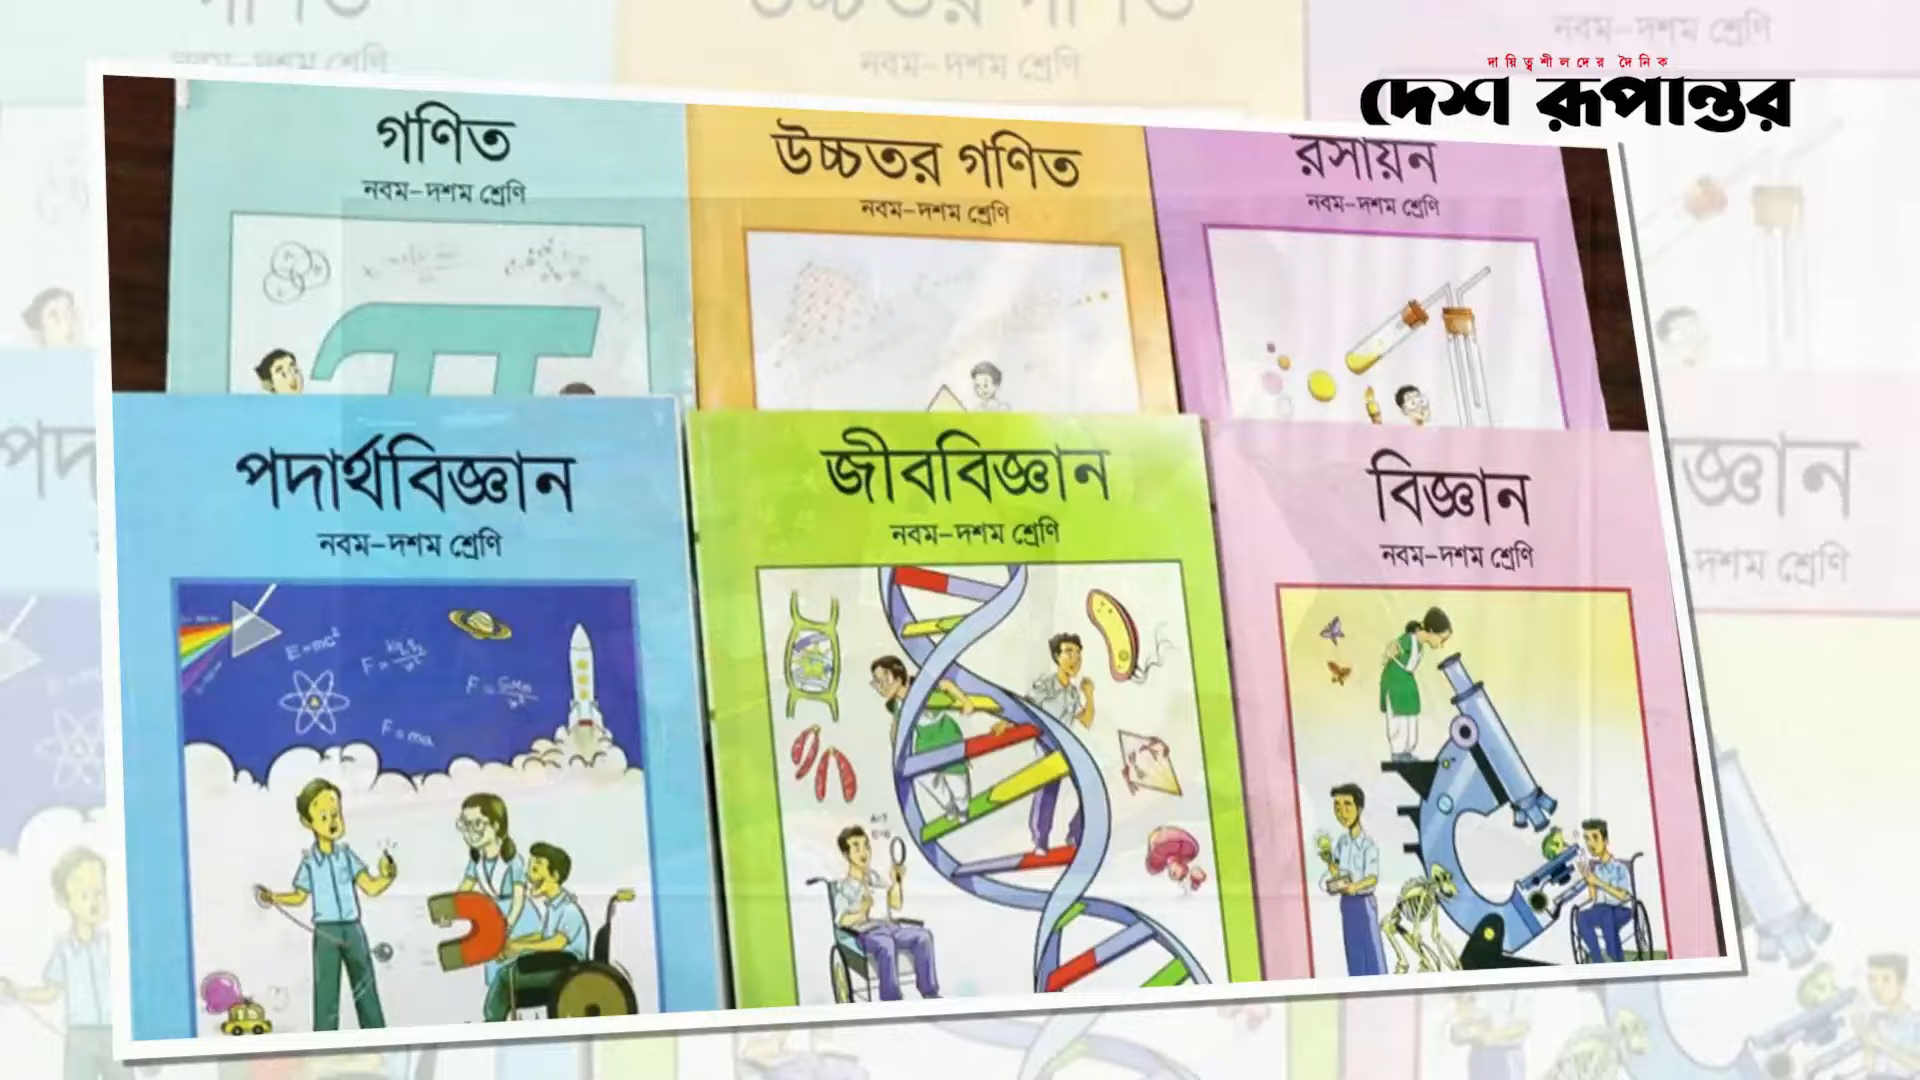 দায়িত্বশীলদের দৈনিক
দেশ রূপান্তর
গণিত
নবম-দশম শ্রেণি
উচ্চতর গণিত
নবম-দশম শ্রেণি
রসায়ন
নবম-দশম শ্রেণি
পদার্থবিজ্ঞান
নবম-দশম শ্রেণি
E=mc²
F=ma
জীববিজ্ঞান
নবম-দশম শ্রেণি
বিজ্ঞান
নবম-দশম শ্রেণি